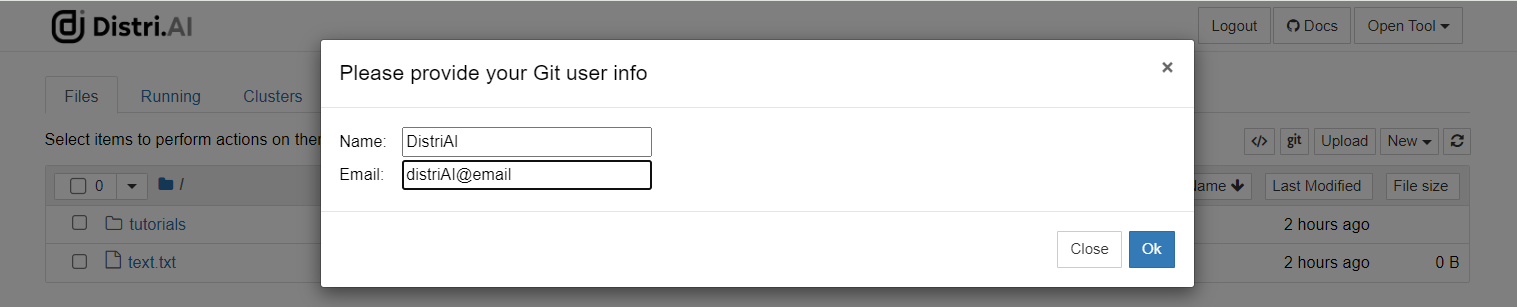 Distri.AI
Logout
Docs
Open Tool
Please provide your Git user info
×
Files
Running
Clusters
Name:
DistriAI
Select items to perform actions on
</>
git
Upload
New
Email:
distriAI@email
0
/
Last Modified
File size
tutorials
2 hours ago
Close
Ok
text.txt
2 hours ago
0 B